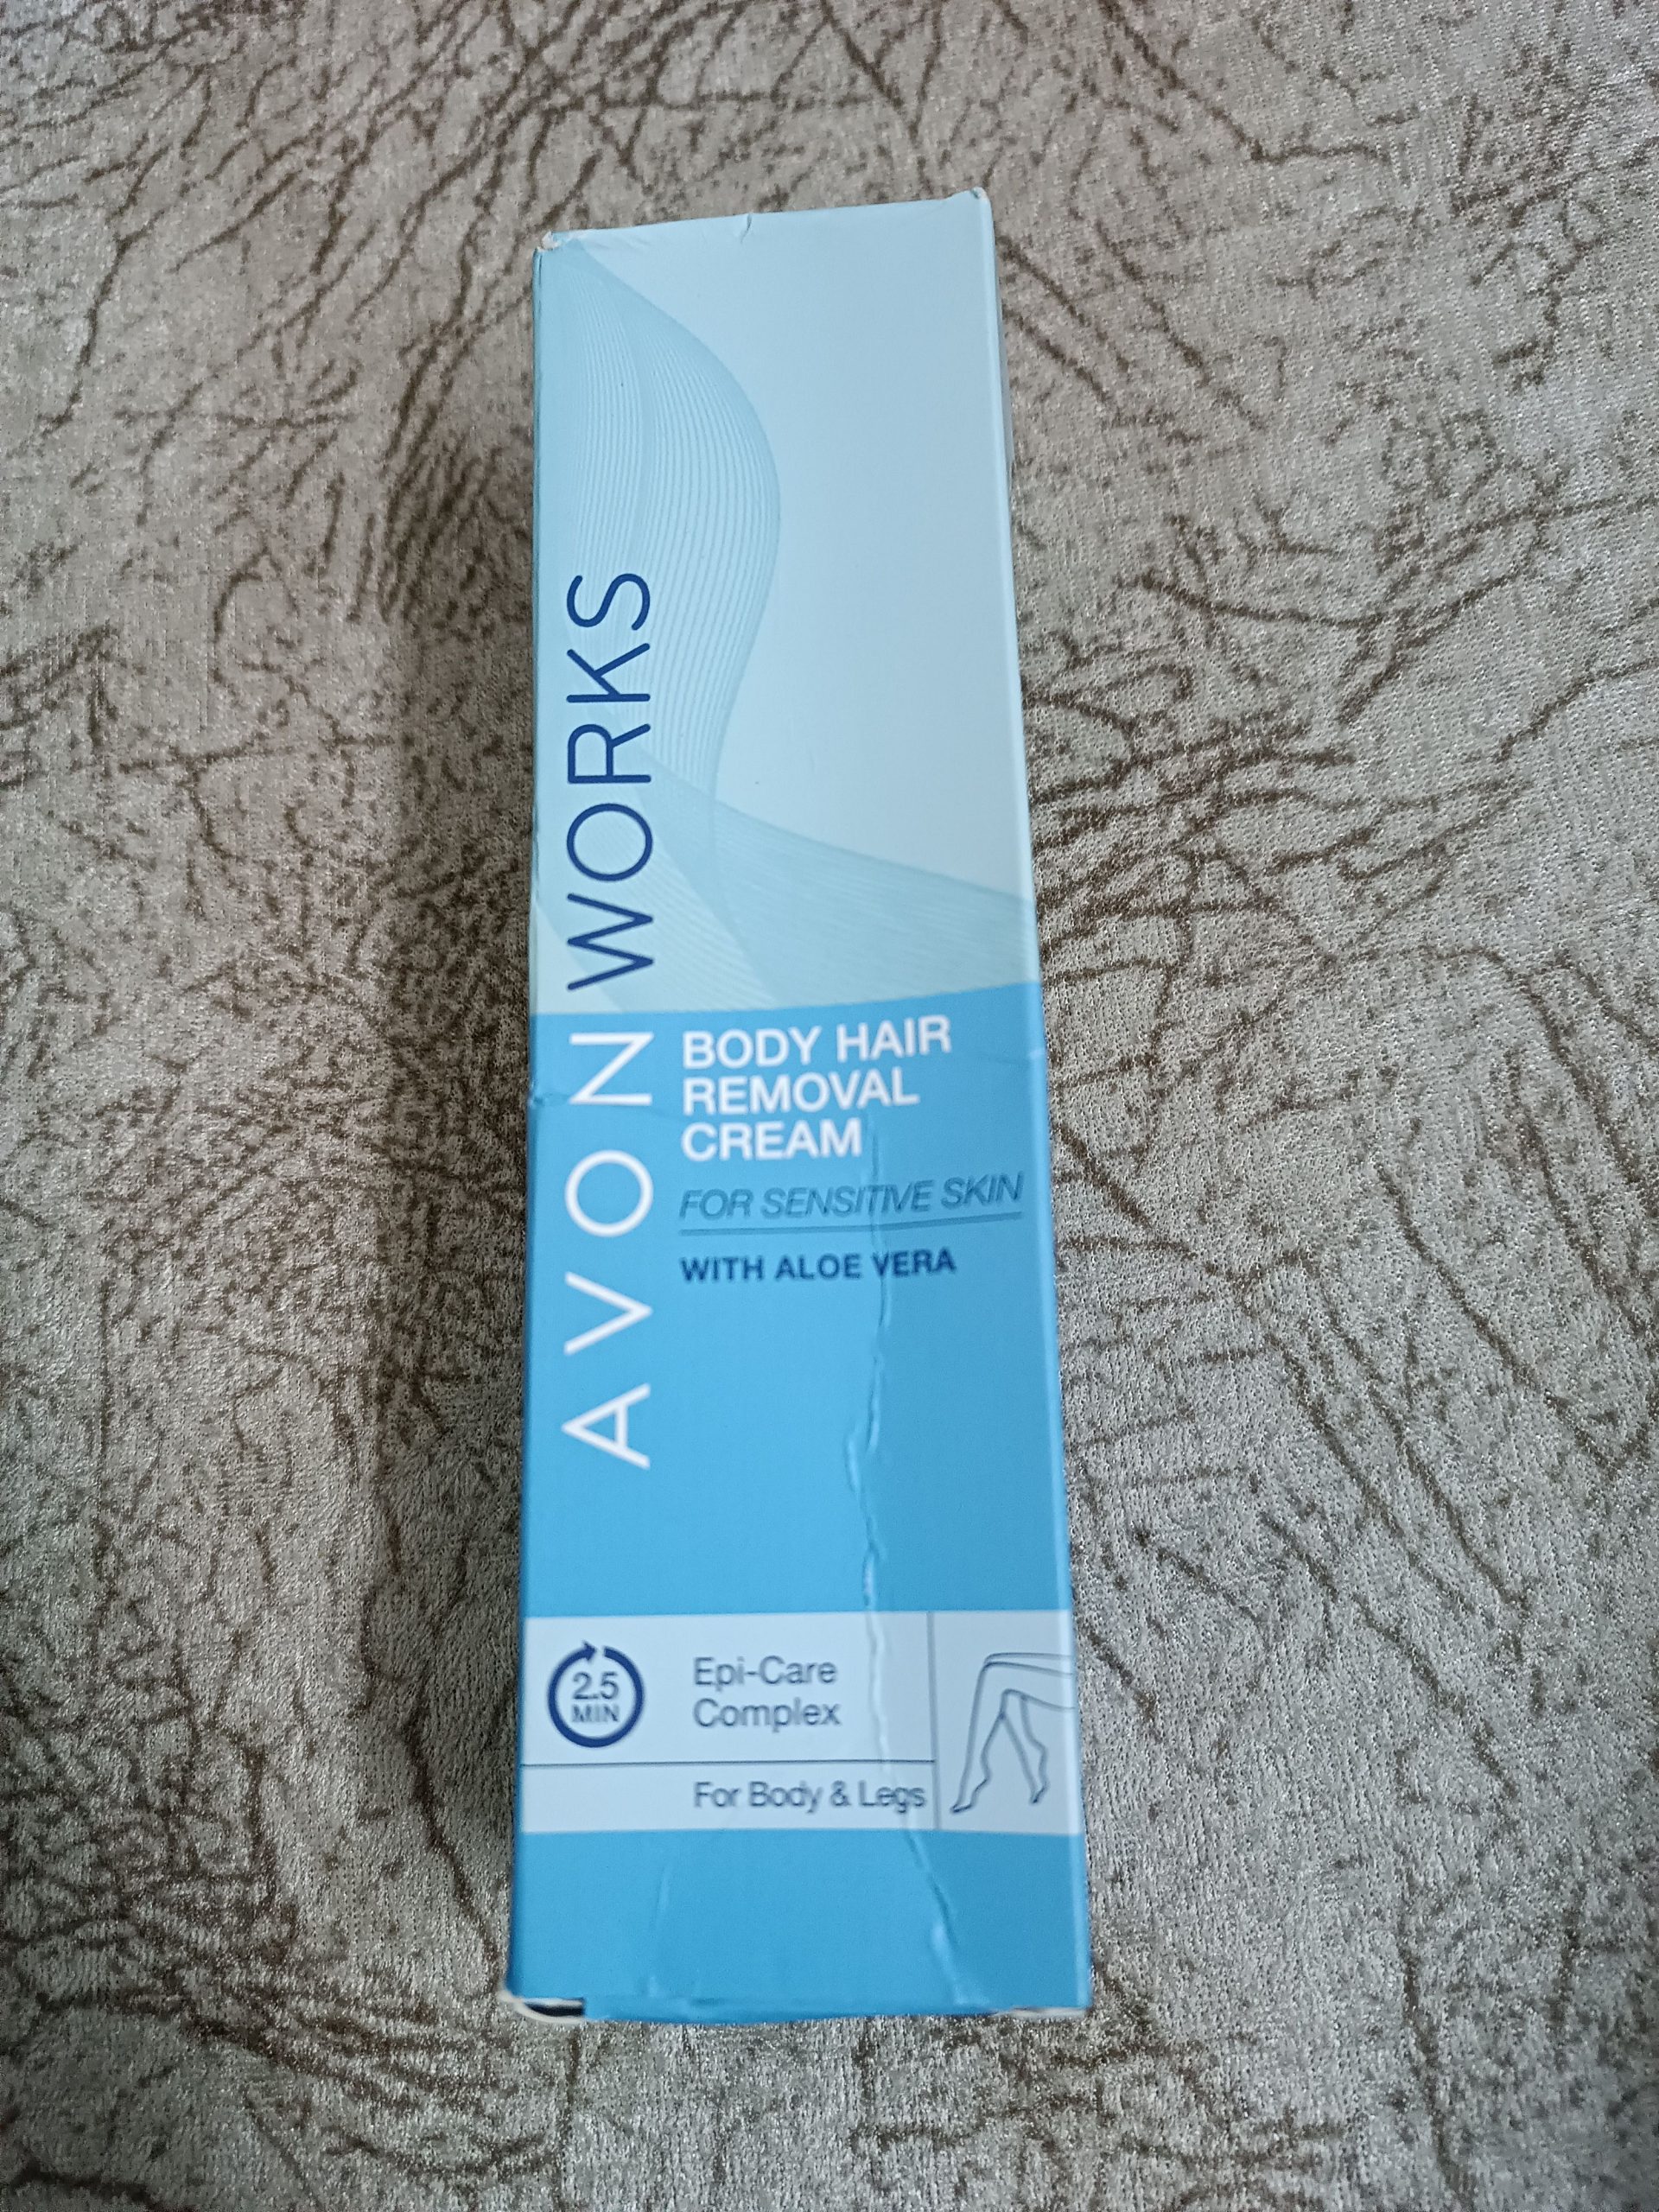 AVON WORKS
BODY HAIR
REMOVAL
CREAM
FOR SENSITIVE SKIN
WITH ALOE VERA
2.5
MIN
Epi-Care
Complex
For Body & Legs